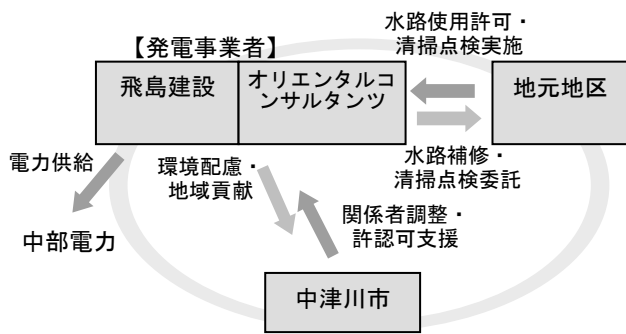 水路使用許可・
清掃点検実施
【発電事業者】
飛島建設
オリエンタルコ
ンサルタンツ
地元地区
電力供給
環境配慮・
地域貢献
水路補修・
清掃点検委託
中部電力
関係者調整・
許認可支援
中津川市